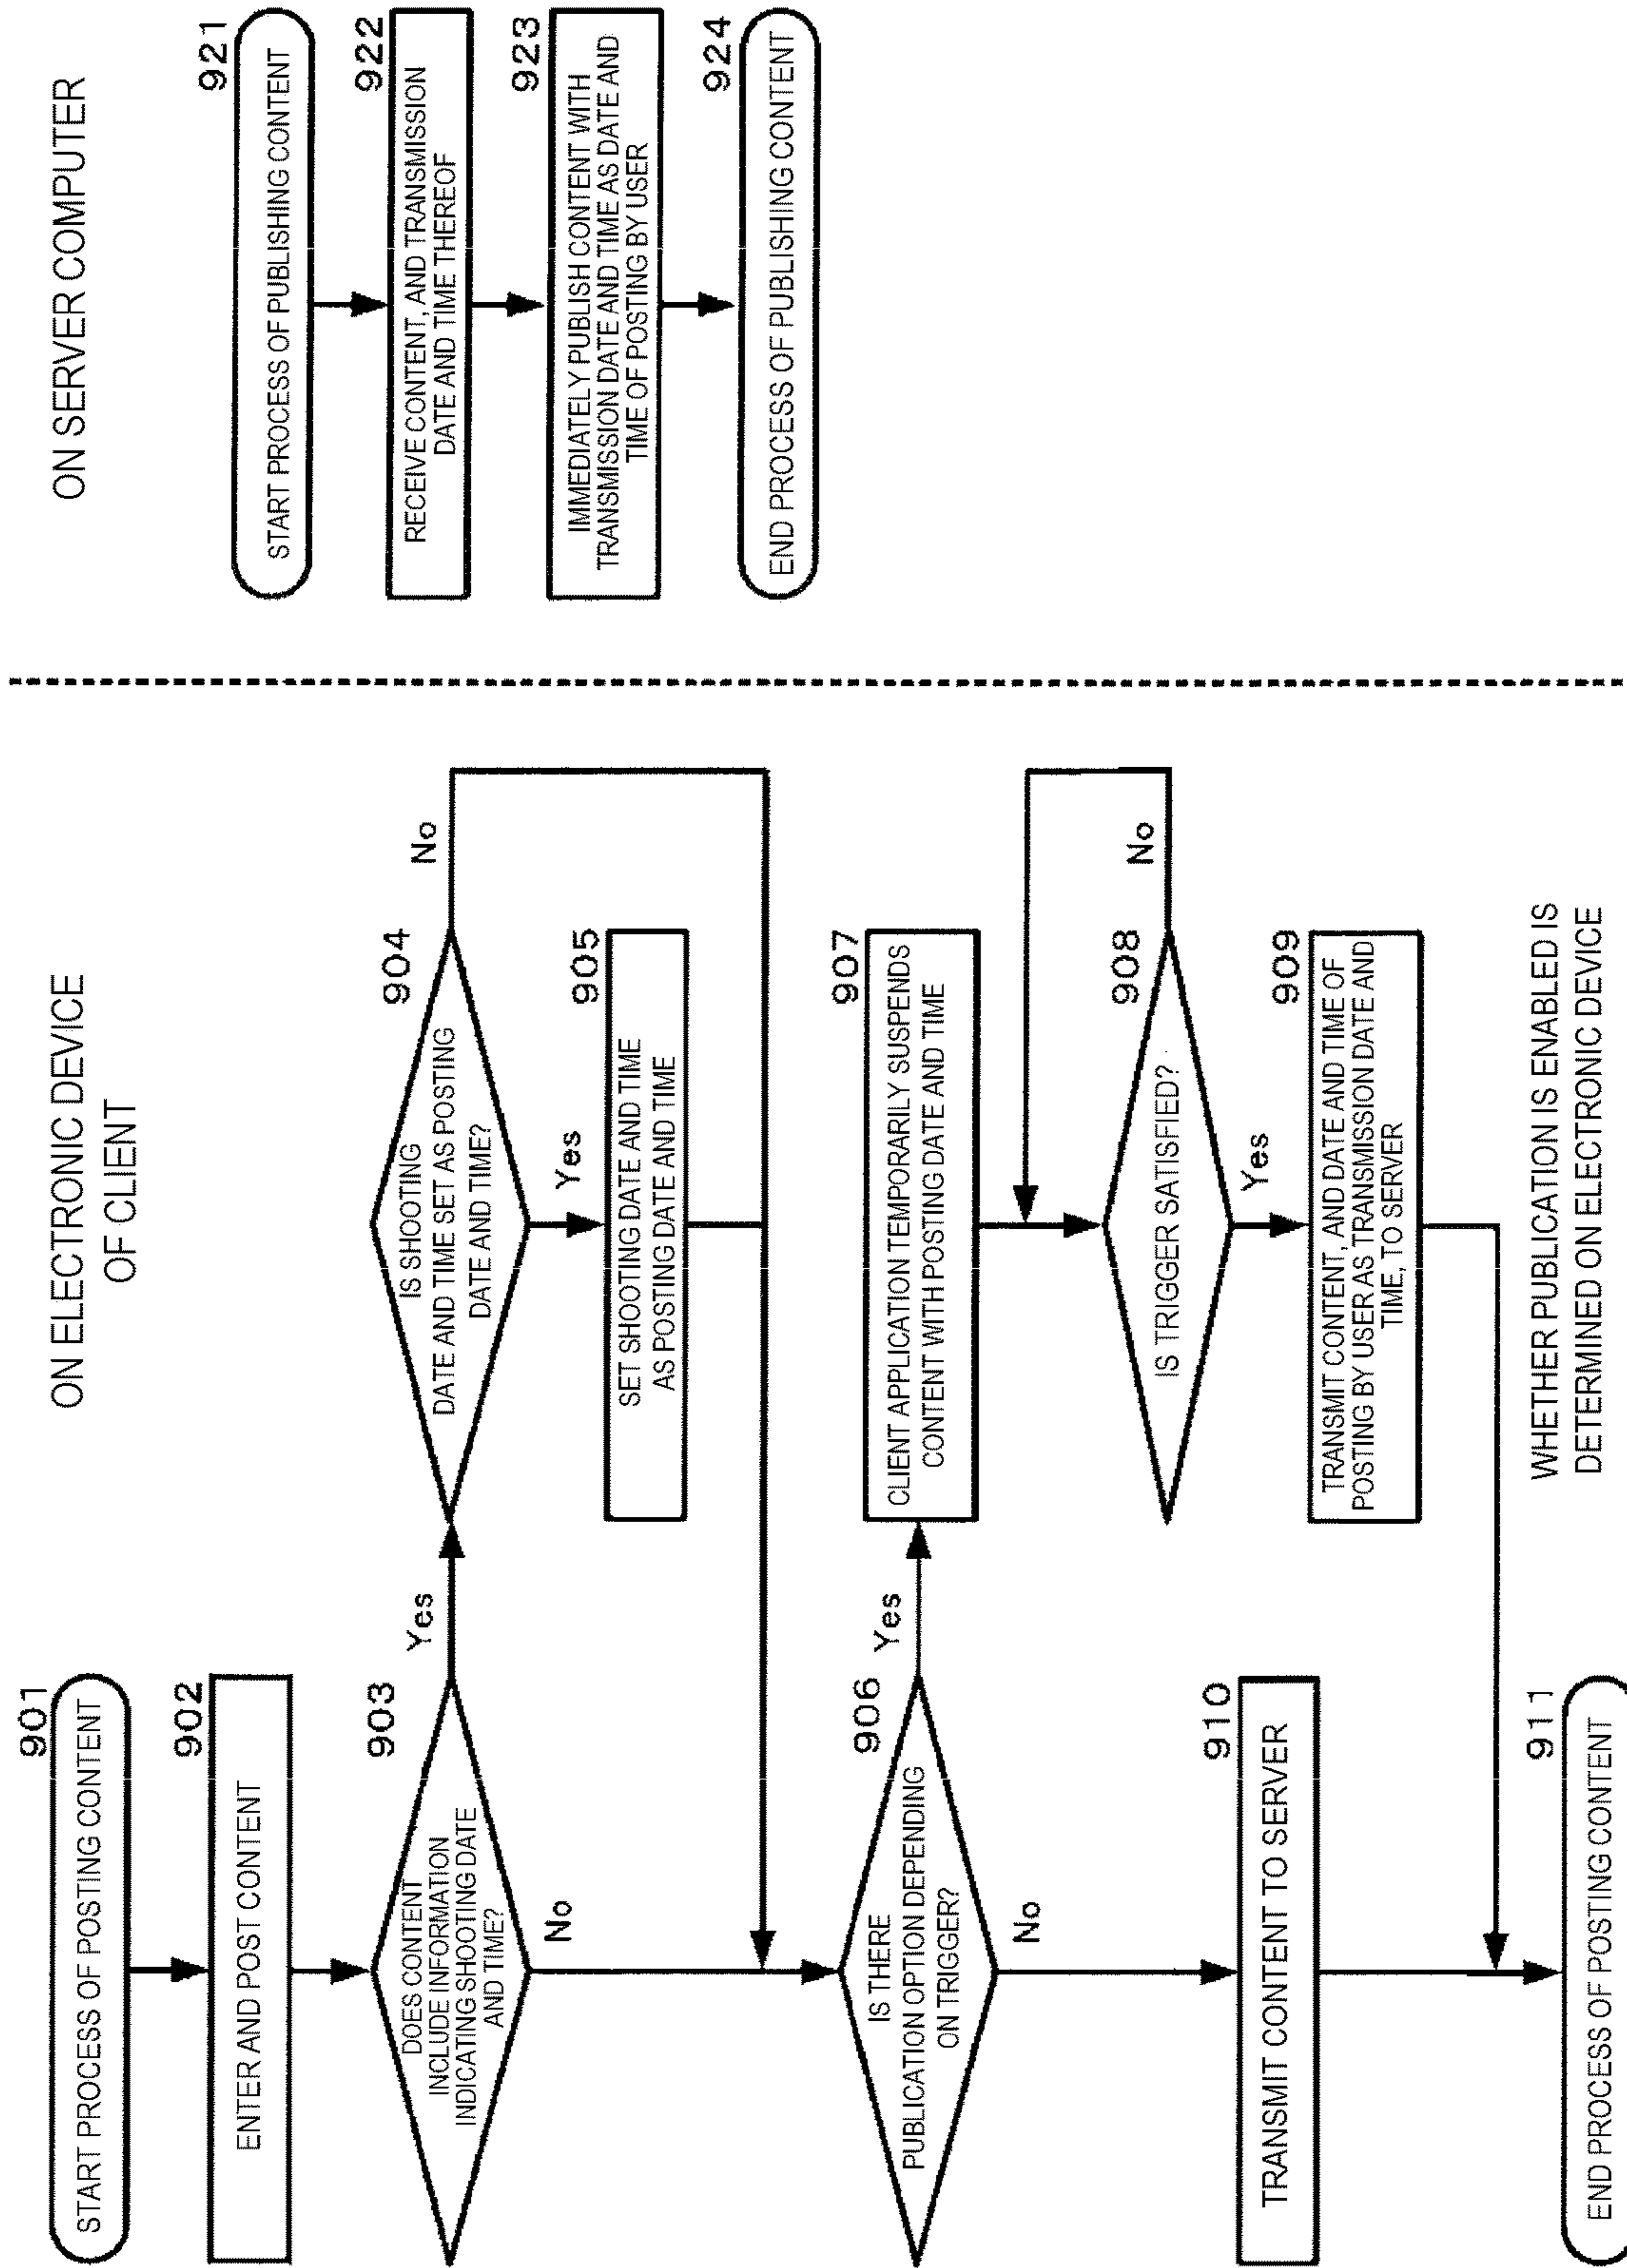 ON ELECTRONIC DEVICE
OF CLIENT
901
START PROCESS OF POSTING CONTENT
902
ENTER AND POST CONTENT
903
DOES CONTENT
INCLUDE INFORMATION
INDICATING SHOOTING DATE
AND TIME?
Yes
No
904
IS SHOOTING
DATE AND TIME SET AS POSTING
DATE AND TIME?
No
Yes
905
SET SHOOTING DATE AND TIME
AS POSTING DATE AND TIME
906
IS THERE
PUBLICATION OPTION DEPENDING
ON TRIGGER?
Yes
No
907
CLIENT APPLICATION TEMPORARILY SUSPENDS
CONTENT WITH POSTING DATE AND TIME
908
IS TRIGGER SATISFIED?
No
Yes
909
TRANSMIT CONTENT, AND DATE AND TIME OF
POSTING BY USER AS TRANSMISSION DATE AND
TIME, TO SERVER
910
TRANSMIT CONTENT TO SERVER
911
END PROCESS OF POSTING CONTENT
WHETHER PUBLICATION IS ENABLED IS
DETERMINED ON ELECTRONIC DEVICE
ON SERVER COMPUTER
921
START PROCESS OF PUBLISHING CONTENT
922
RECEIVE CONTENT, AND TRANSMISSION
DATE AND TIME THEREOF
923
IMMEDIATELY PUBLISH CONTENT WITH
TRANSMISSION DATE AND TIME AS DATE AND
TIME OF POSTING BY USER
924
END PROCESS OF PUBLISHING CONTENT